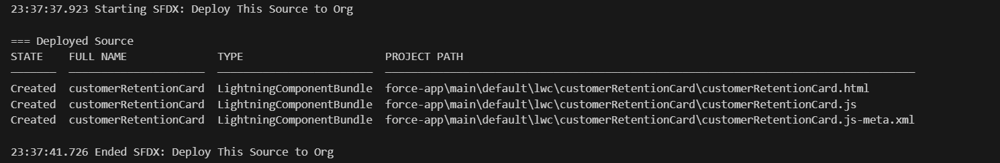 23:37:37.923 Starting SFDX: Deploy This Source to Org
=== Deployed Source
STATE FULL NAME TYPE PROJECT PATH
Created customerRetentionCard LightningComponentBundle force-app\main\default\lwc\customerRetentionCard\customerRetentionCard.html
Created customerRetentionCard LightningComponentBundle force-app\main\default\lwc\customerRetentionCard\customerRetentionCard.js
Created customerRetentionCard LightningComponentBundle force-app\main\default\lwc\customerRetentionCard\customerRetentionCard.js-meta.xml
23:37:41.726 Ended SFDX: Deploy This Source to Org